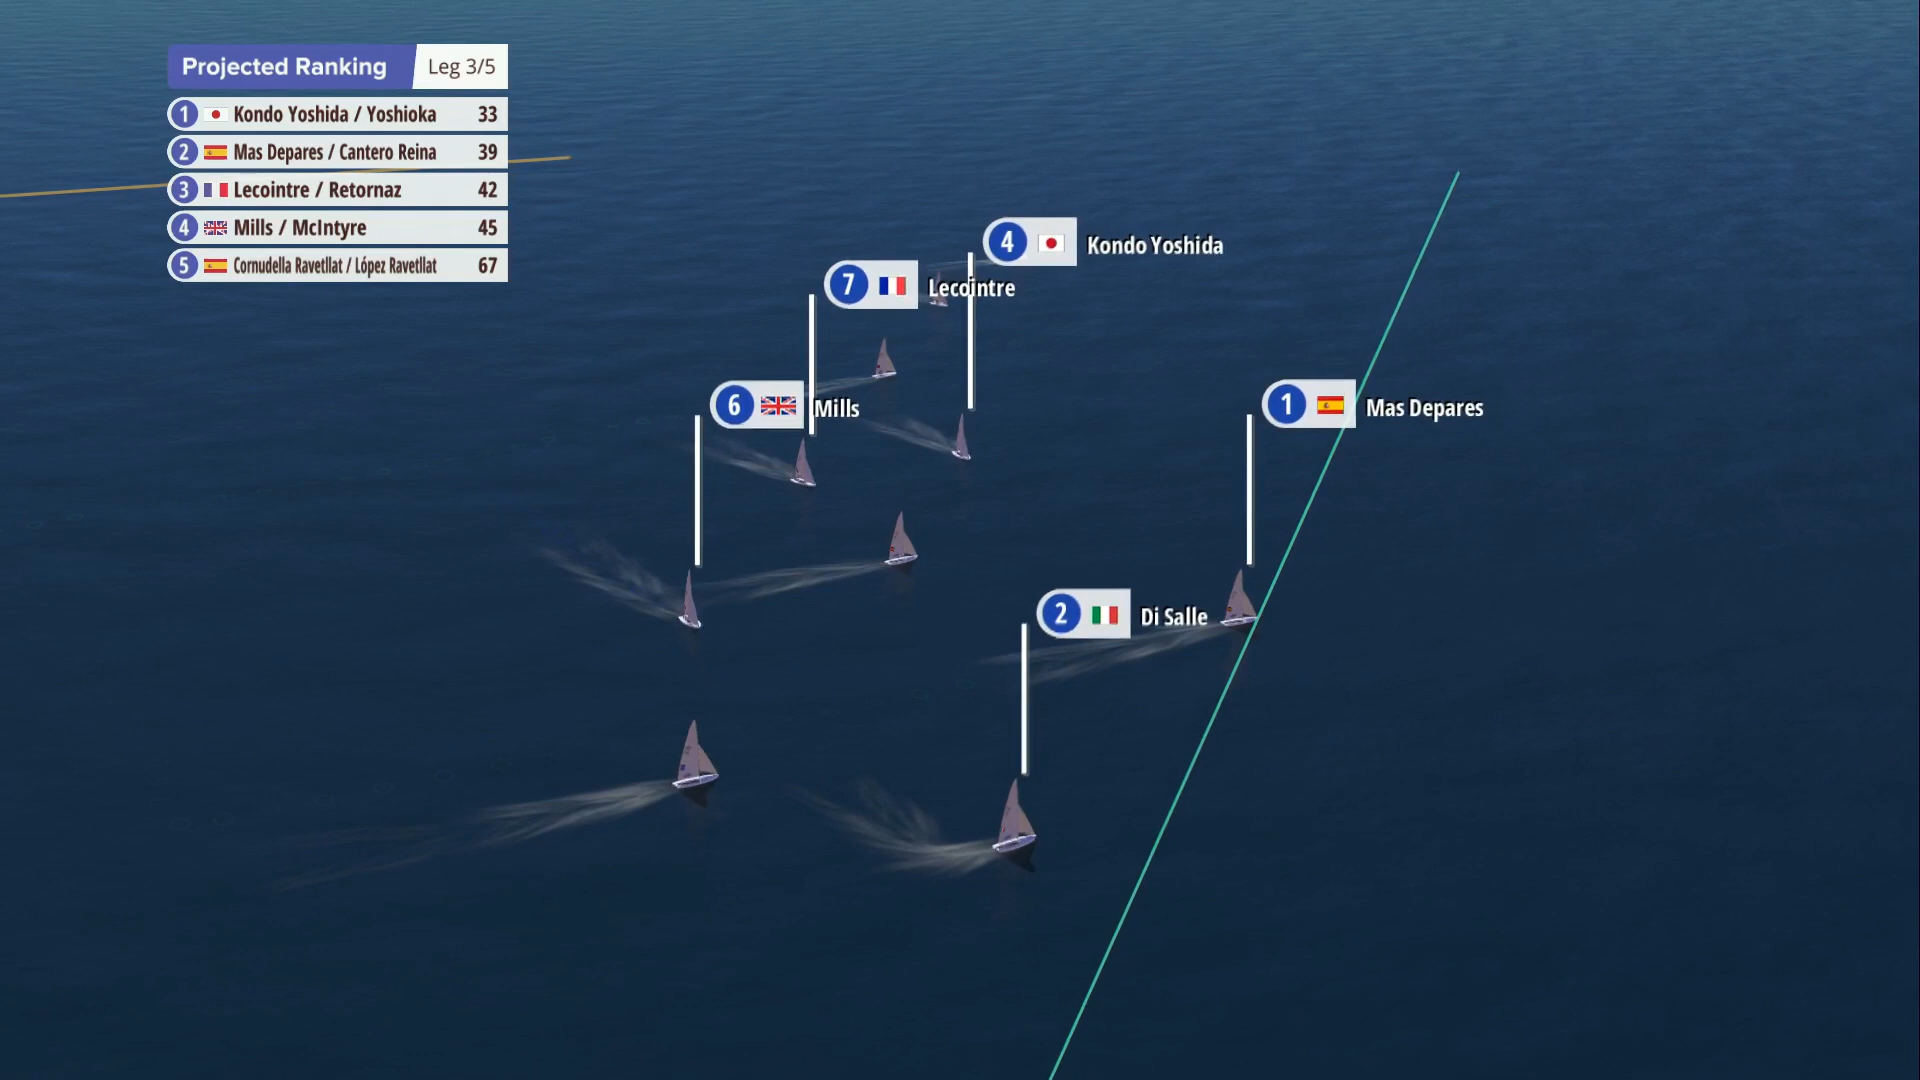 Projected Ranking Leg 3/5
1 Kondo Yoshida / Yoshioka 33
2 Mas Depares / Cantero Reina 39
3 Lecointre / Retornaz 42
4 Mills / McIntyre 45
5 Cornudella Ravetllat / López Ravetllat 67
4 Kondo Yoshida
7 Lecointre
6 Mills
1 Mas Depares
2 Di Salle